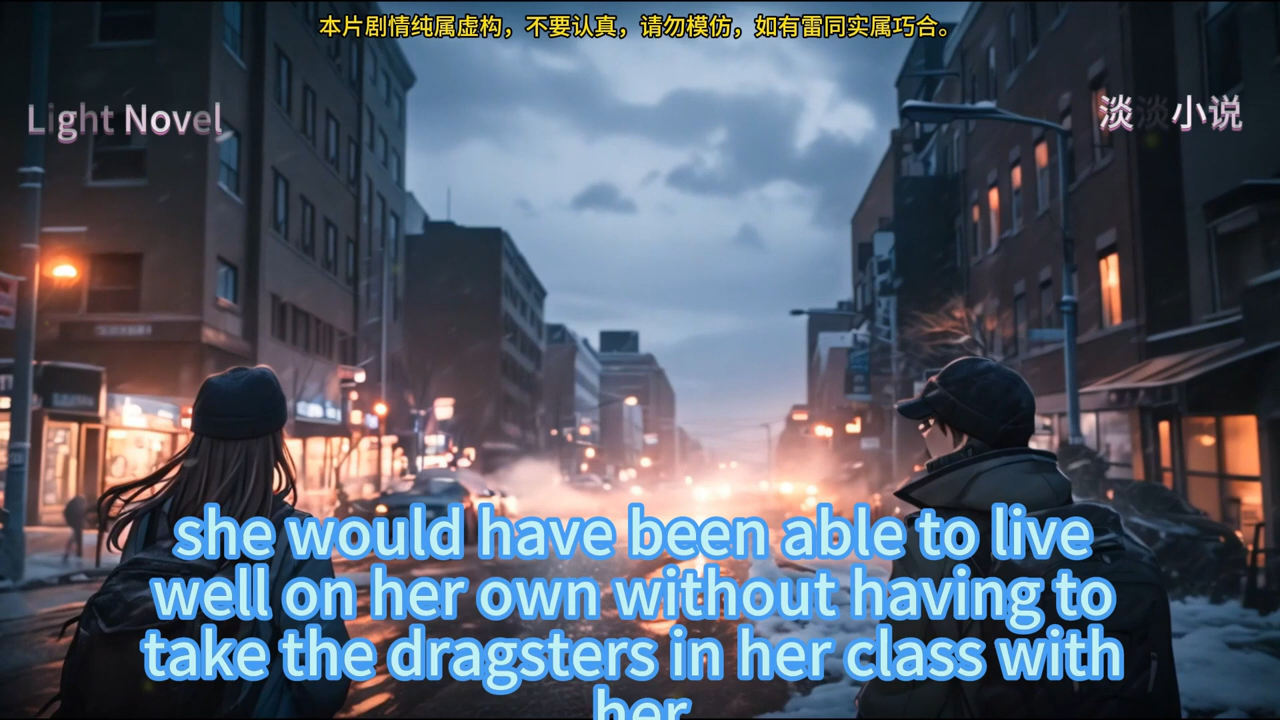 本片剧情纯属虚构，不要认真，请勿模仿，如有雷同实属巧合。
Light Novel
淡淡小说
she would have been able to live
well on her own without having to
take the dragsters in her class with
her